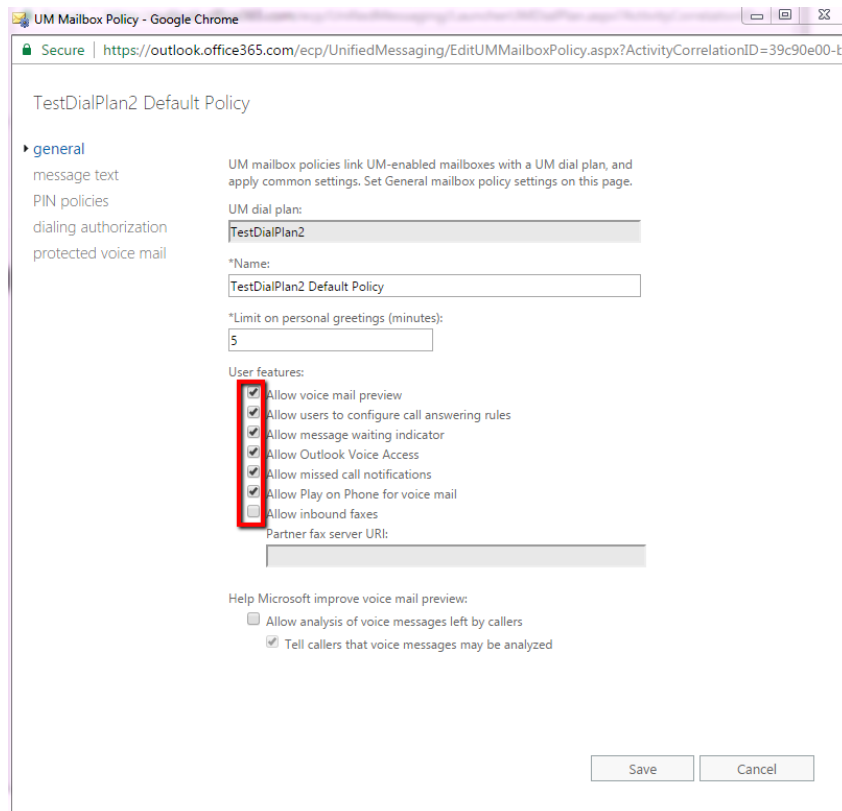 UM Mailbox Policy - Google Chrome
Secure | https://outlook.office365.com/ecp/UnifiedMessaging/EditUMMailboxPolicy.aspx?ActivityCorrelationID=39c90e00-b
TestDialPlan2 Default Policy
general
message text
PIN policies
dialing authorization
protected voice mail
UM mailbox policies link UM-enabled mailboxes with a UM dial plan, and
apply common settings. Set General mailbox policy settings on this page.
UM dial plan:
TestDialPlan2
*Name:
TestDialPlan2 Default Policy
*Limit on personal greetings (minutes):
5
User features:
Allow voice mail preview
Allow users to configure call answering rules
Allow message waiting indicator
Allow Outlook Voice Access
Allow missed call notifications
Allow Play on Phone for voice mail
Allow inbound faxes
Partner fax server URI:
Help Microsoft improve voice mail preview:
Allow analysis of voice messages left by callers
Tell callers that voice messages may be analyzed
Save Cancel